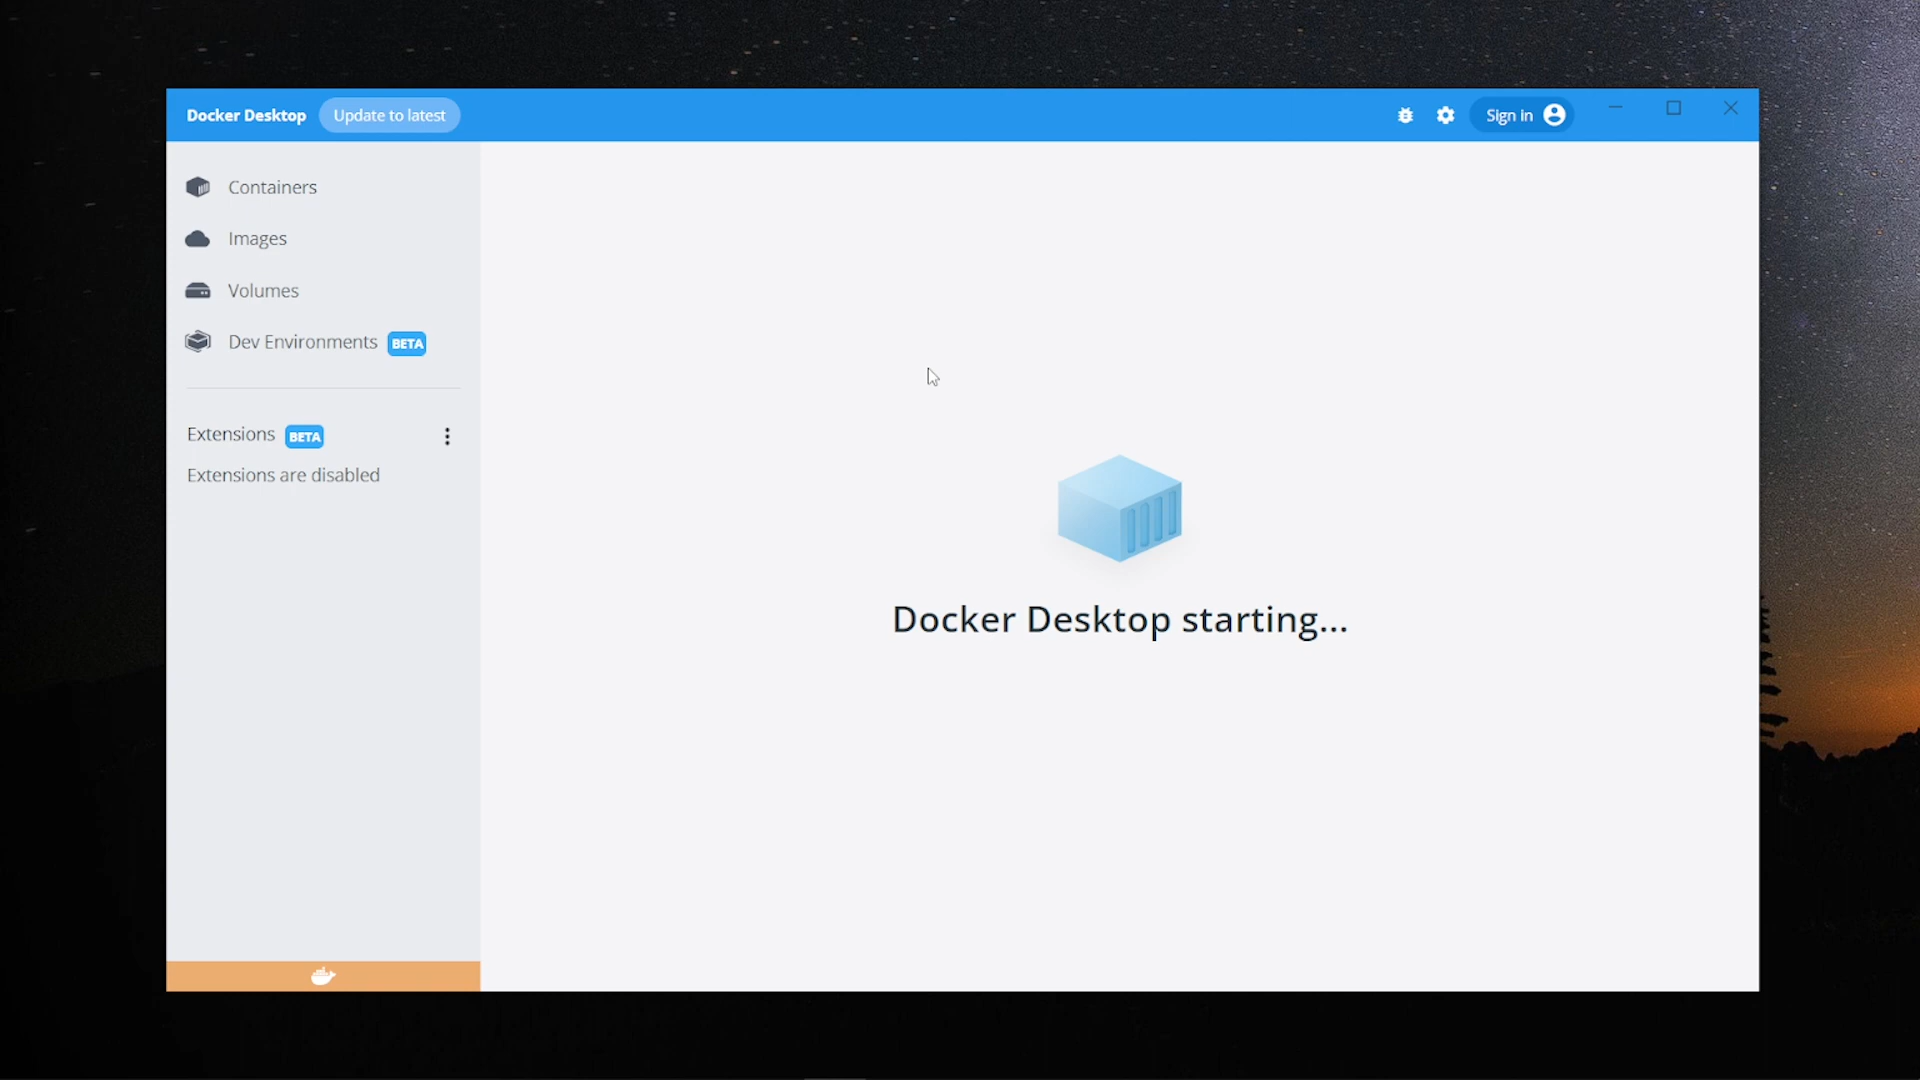 Docker Desktop Update to latest Sign in
Containers
Images
Volumes
Dev Environments BETA
Extensions BETA
Extensions are disabled
Docker Desktop starting...